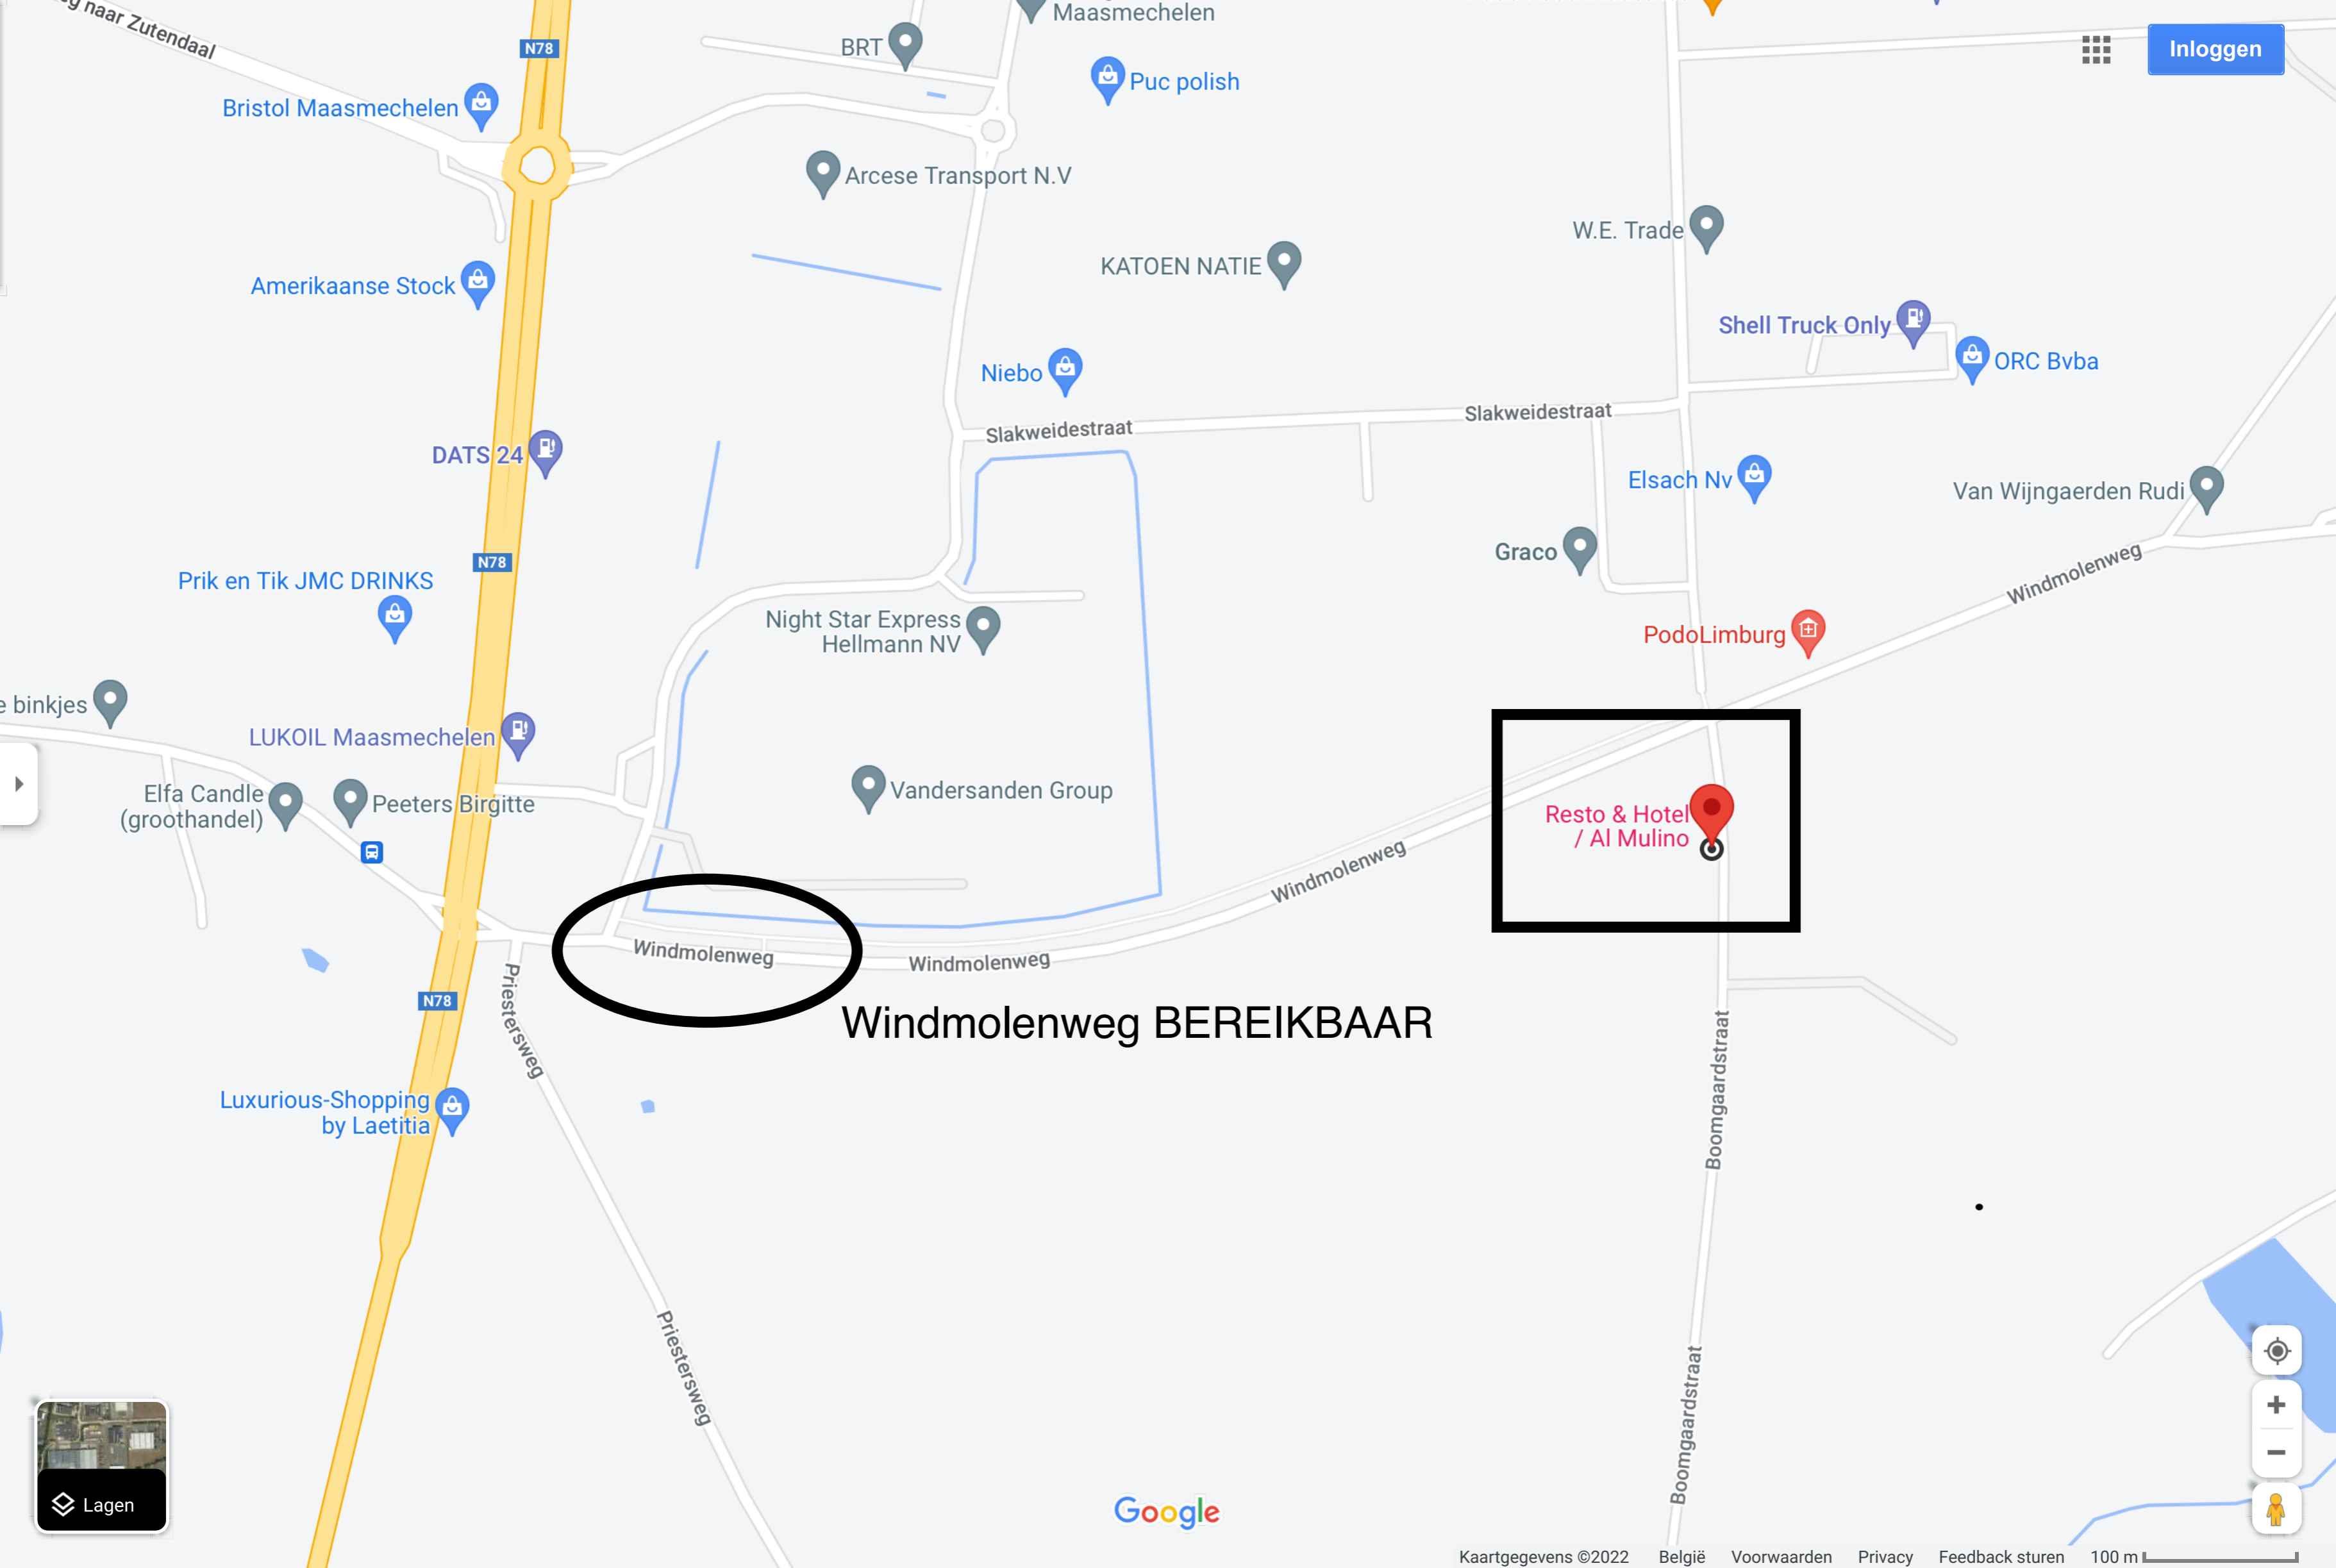 naar Zutendaal
N78
BRT
Maasmechelen
Inloggen
Bristol Maasmechelen
Puc polish
Arcese Transport N.V
W.E. Trade
KATOEN NATIE
Amerikaanse Stock
Shell Truck Only
ORC Bvba
Niebo
Slakweidestraat
Slakweidestraat
DATS 24
Elsach Nv
Van Wijngaerden Rudi
N78
Graco
Windmolenweg
Prik en Tik JMC DRINKS
Night Star Express
Hellmann NV
PodoLimburg
e binkjes
LUKOIL Maasmechelen
Elfa Candle
(groothandel)
Peeters Birgitte
Vandersanden Group
Resto & Hotel
/ Al Mulino
Windmolenweg
Windmolenweg
Windmolenweg
N78
Priestersweg
Windmolenweg BEREIKBAAR
Luxurious-Shopping
by Laetitia
Boomgaardstraat
Priestersweg
Boomgaardstraat
Lagen
Google
Kaartgegevens ©2022 België Voorwaarden Privacy Feedback sturen 100 m